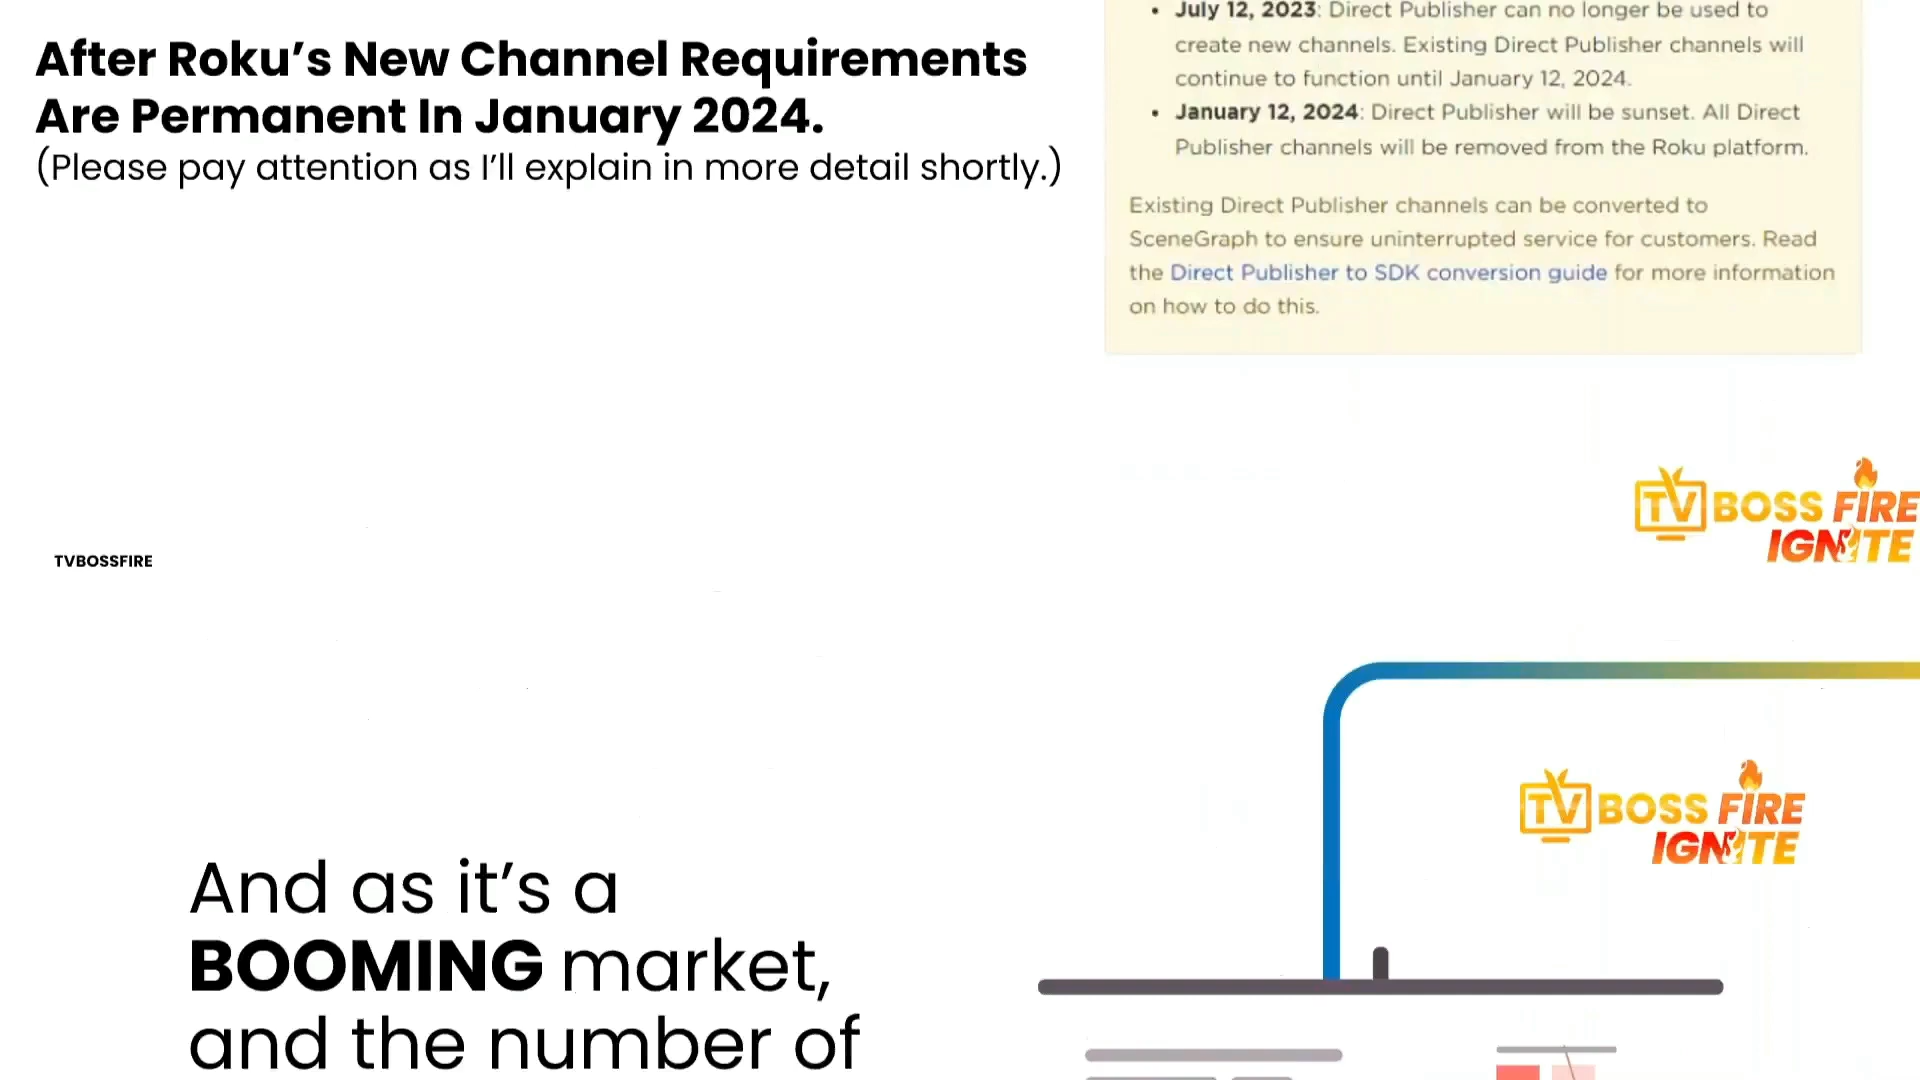 After Roku’s New Channel Requirements
Are Permanent In January 2024.
(Please pay attention as I’ll explain in more detail shortly.)
• July 12, 2023: Direct Publisher can no longer be used to
create new channels. Existing Direct Publisher channels will
continue to function until January 12, 2024.
• January 12, 2024: Direct Publisher will be sunset. All Direct
Publisher channels will be removed from the Roku platform.
Existing Direct Publisher channels can be converted to
SceneGraph to ensure uninterrupted service for customers. Read
the Direct Publisher to SDK conversion guide for more information
on how to do this.
TV BOSS FIRE
IGNITE
TVBOSSFIRE
TV BOSS FIRE
IGNITE
And as it’s a
BOOMING market,
and the number of